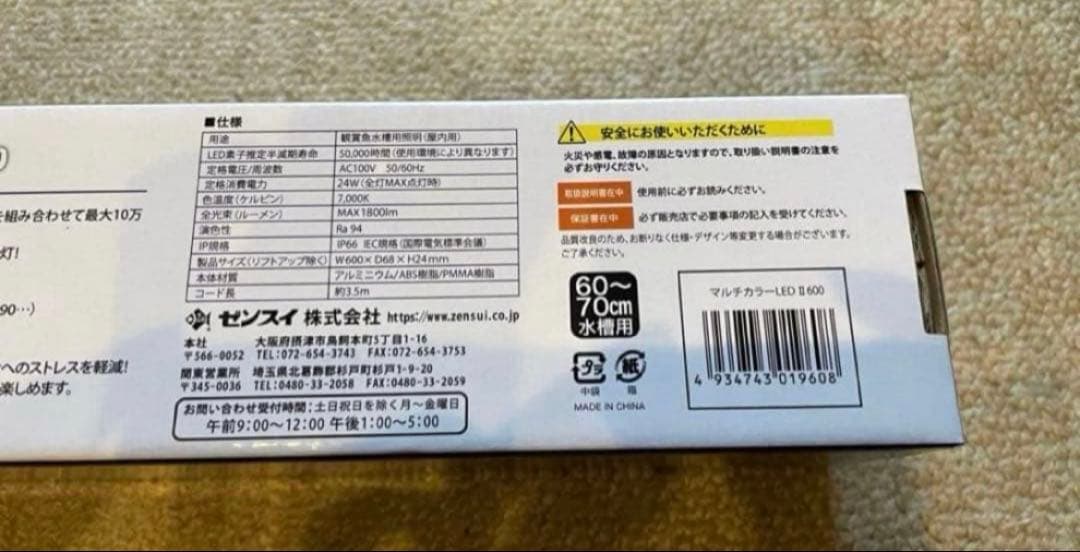 を組み合わせて最大10万
灯!
90…)
へのストレスを軽減!
楽しめます。
■仕様
用途 観賞魚水槽用照明(屋内用)
LED素子推定半減期寿命 50,000時間(使用環境により異なります)
定格電圧/周波数 AC100V 50/60Hz
定格消費電力 24W(全灯MAX点灯時)
色温度(ケルビン) 7,000K
全光束(ルーメン) MAX1800lm
演色性 Ra 94
IP規格 IP66 IEC規格(国際電気標準会議)
製品サイズ(リフトアップ除く) W600×D68×H24mm
本体材質 アルミニウム/ABS樹脂/PMMA樹脂
コード長 約3.5m
ゼンスイ 株式会社 https://www.zensui.co.jp
本社 大阪府摂津市鳥飼本町5丁目1-16
〒566-0052 TEL:072-654-3743 FAX:072-654-3753
関東営業所 埼玉県北葛飾郡杉戸町杉戸1-9-20
〒345-0036 TEL:0480-33-2058 FAX:0480-33-2059
お問い合わせ受付時間;土日祝日を除く月〜金曜日
午前9:00〜12:00 午後1:00〜5:00
安全にお使いいただくために
火災や感電、故障の原因となりますので、取り扱い説明書の注意を
必ずお守りください。
取扱説明書在中 使用前に必ずお読みください。
保証書在中 必ず販売店で必要事項の記入を受けてください。
品質改良のため、お断りなく仕様・デザイン等変更する場合がございます。
ご了承ください。
60〜
70cm
水槽用
プラ 紙
中袋 箱
MADE IN CHINA
マルチカラーLED Ⅱ 600
4 934743 019608